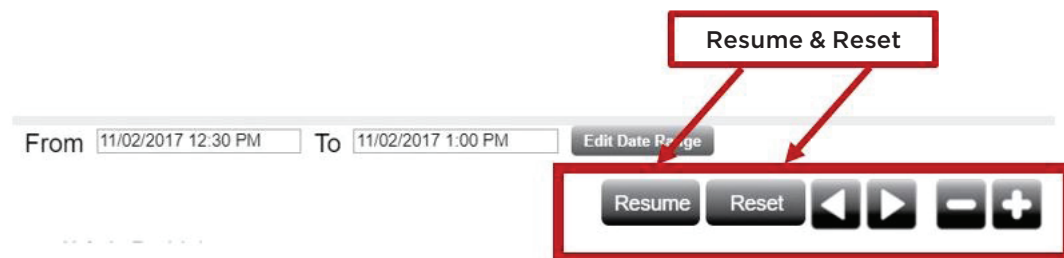 Resume & Reset
From 11/02/2017 12:30 PM To 11/02/2017 1:00 PM Edit Date Range
Resume Reset